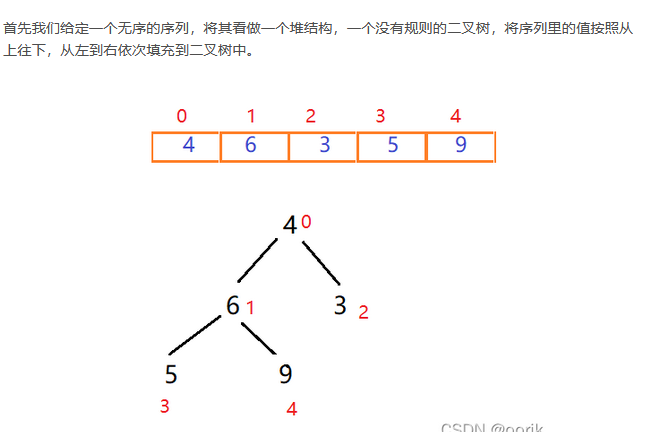 首先我们给定一个无序的序列，将其看做一个堆结构，一个没有规则的二叉树，将序列里的值按照从
上往下，从左到右依次填充到二叉树中。
0 1 2 3 4
4 6 3 5 9
4 0
6 1 3 2
5 9
3 4
CSDN